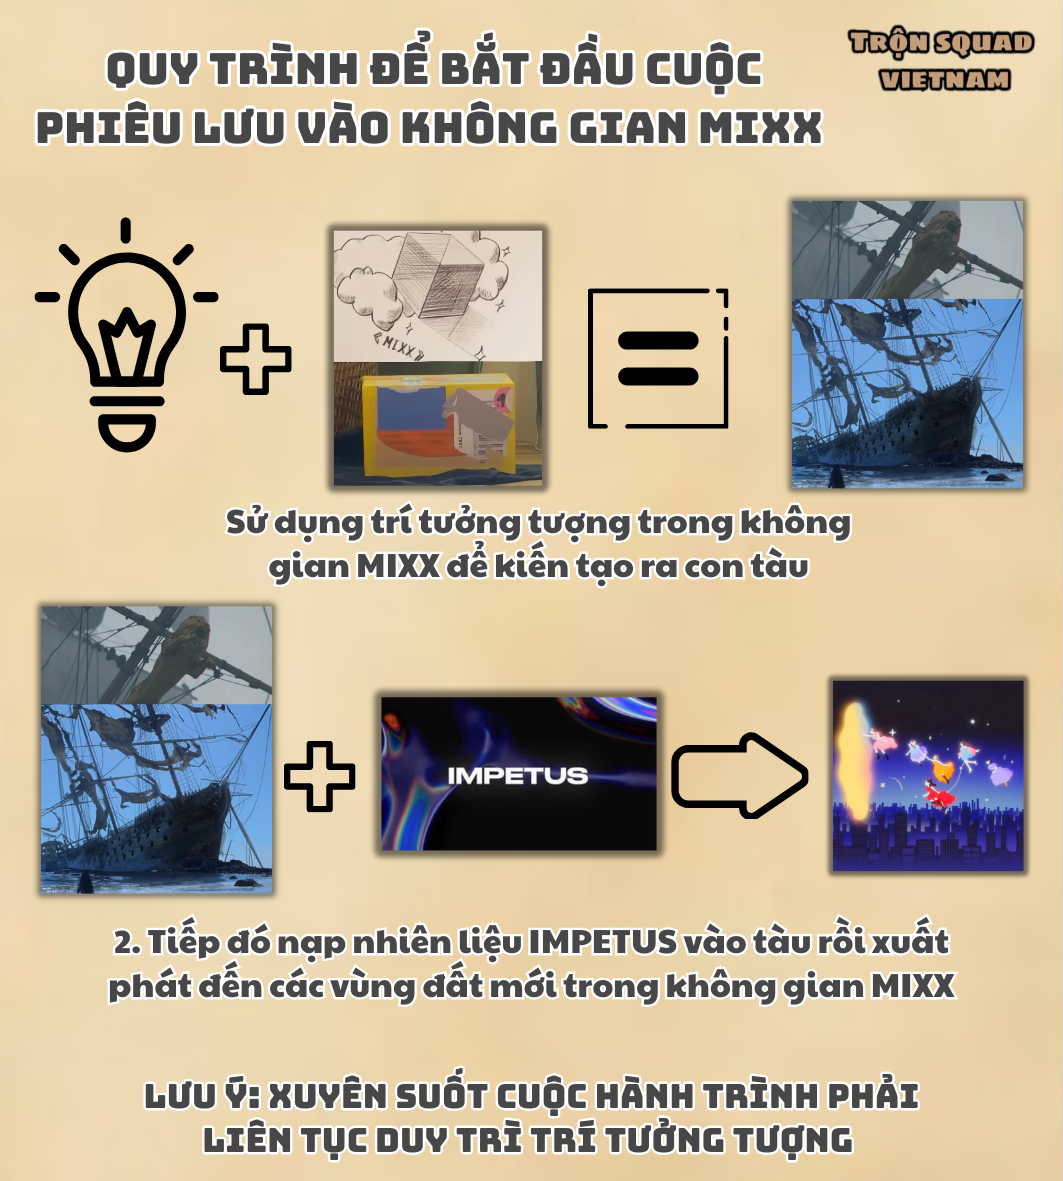 QUY TRÌNH ĐỂ BẮT ĐẦU CUỘC
PHIÊU LƯU VÀO KHÔNG GIAN MIXX
TRỘN SQUAD
VIETNAM
《MIXX》
Sử dụng trí tưởng tượng trong không
gian MIXX để kiến tạo ra con tàu
IMPETUS
2. Tiếp đó nạp nhiên liệu IMPETUS vào tàu rồi xuất
phát đến các vùng đất mới trong không gian MIXX
LƯU Ý: XUYÊN SUỐT CUỘC HÀNH TRÌNH PHẢI
LIÊN TỤC DUY TRÌ TRÍ TƯỞNG TƯỢNG